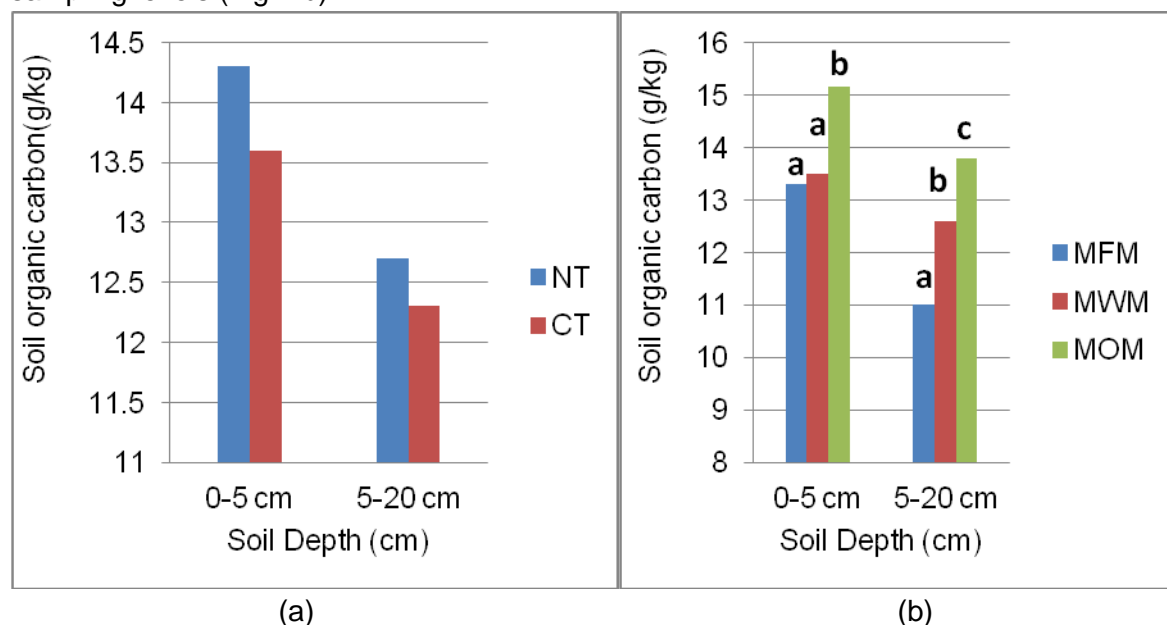 Soil organic carbon(g/kg)
14.5
14
13.5
13
12.5
12
11.5
11
0-5 cm
5-20 cm
Soil Depth (cm)
NT
CT
(a)
Soil organic carbon (g/kg)
16
15
14
13
12
11
10
9
8
a
a
b
a
b
c
0-5 cm
5-20 cm
Soil Depth (cm)
MFM
MWM
MOM
(b)